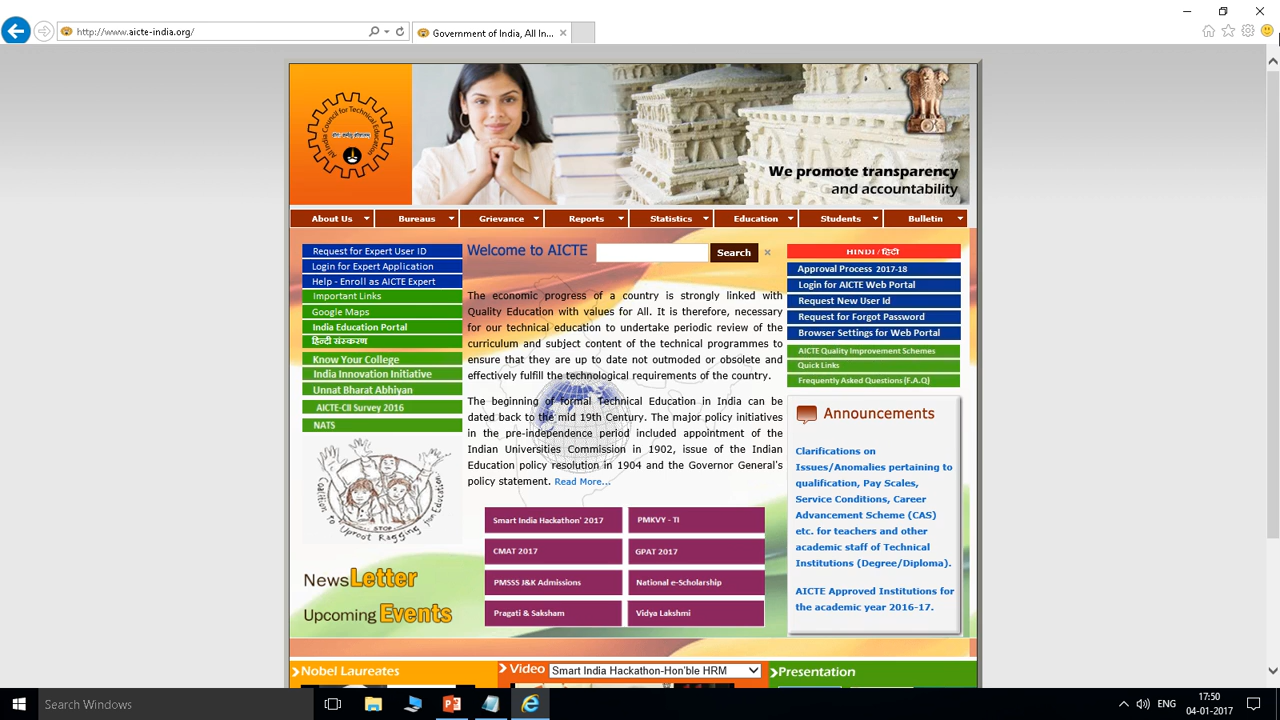 http://www.aicte-india.org/
Government of India, All In...
All India Council for Technical Education
We promote transparency
and accountability
About Us
Bureaus
Grievance
Reports
Statistics
Education
Students
Bulletin
Request for Expert User ID
Login for Expert Application
Help - Enroll as AICTE Expert
Important Links
Google Maps
India Education Portal
हिन्दी संस्करण
Know Your College
India Innovation Initiative
Unnat Bharat Abhiyan
AICTE-CII Survey 2016
NATS
STOP
Curriction to Uproot Ragging from Education
NewsLetter
Upcoming Events
Welcome to AICTE
Search
The economic progress of a country is strongly linked with
Quality Education with values for All. It is therefore, necessary
for our technical education to undertake periodic review of the
curriculum and subject content of the technical programmes to
ensure that they are up to date not outmoded or obsolete and
effectively fulfill the technological requirements of the country.
The beginning of formal Technical Education in India can be
dated back to the mid 19th Century. The major policy initiatives
in the pre-independence period included appointment of the
Indian Universities Commission in 1902, issue of the Indian
Education policy resolution in 1904 and the Governor General's
policy statement. Read More...
Smart India Hackathon' 2017
PMKVY - TI
CMAT 2017
GPAT 2017
PMSSS J&K Admissions
National e-Scholarship
Pragati & Saksham
Vidya Lakshmi
HINDI / हिन्दी
Approval Process 2017-18
Login for AICTE Web Portal
Request New User Id
Request for Forgot Password
Browser Settings for Web Portal
AICTE Quality Improvement Schemes
Quick Links
Frequently Asked Questions (F.A.Q)
Announcements
Clarifications on
Issues/Anomalies pertaining to
qualification, Pay Scales,
Service Conditions, Career
Advancement Scheme (CAS)
etc. for teachers and other
academic staff of Technical
Institutions (Degree/Diploma).
AICTE Approved Institutions for
the academic year 2016-17.
Nobel Laureates
Video
Smart India Hackathon-Hon'ble HRM
Presentation
Search Windows
ENG
17:50
04-01-2017